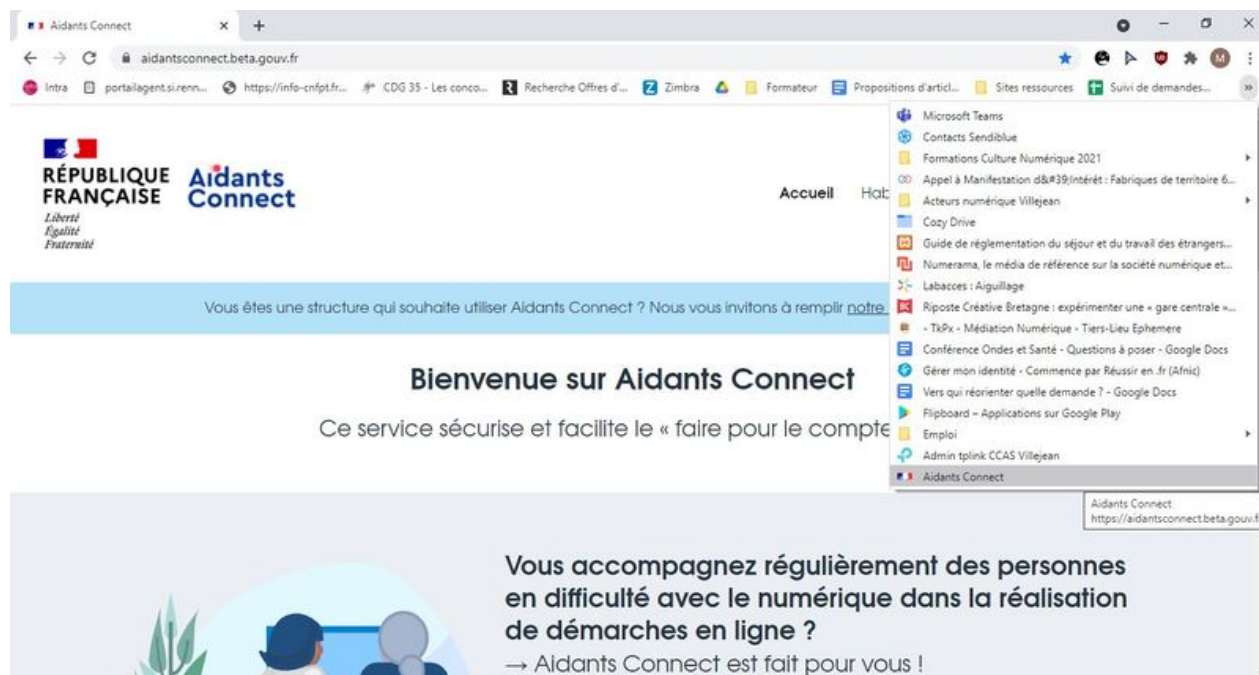 Aidants Connect
aidantsconnect.beta.gouv.fr
M
Intra portailagent.si.renn... https://info-cnfpt.fr... CDG 35 - Les conco... Recherche Offres d'... Zimbra Formateur Propositions d'articl... Sites ressources Suivi de demandes... »
RÉPUBLIQUE
FRANÇAISE
Liberté
Égalité
Fraternité
Aidants
Connect
Accueil Hab
Vous êtes une structure qui souhaite utiliser Aidants Connect ? Nous vous invitons à remplir notre
Bienvenue sur Aidants Connect
Ce service sécurise et facilite le « faire pour le compte
Microsoft Teams
Contacts Sendiblue
Formations Culture Numérique 2021
Appel à Manifestation d&#39;Intérêt : Fabriques de territoire 6...
Acteurs numérique Villejean
Cozy Drive
Guide de réglementation du séjour et du travail des étrangers...
Numerama, le média de référence sur la société numérique et...
Labacces : Aiguillage
Riposte Créative Bretagne : expérimenter une « gare centrale »...
- TkPx - Médiation Numérique - Tiers-Lieu Ephemere
Conférence Ondes et Santé - Questions à poser - Google Docs
Gérer mon identité - Commence par Réussir en .fr (Afnic)
Vers qui réorienter quelle demande ? - Google Docs
Flipboard – Applications sur Google Play
Emploi
Admin tplink CCAS Villejean
Aidants Connect
Aidants Connect
https://aidantsconnect.beta.gouv.f
Vous accompagnez régulièrement des personnes
en difficulté avec le numérique dans la réalisation
de démarches en ligne ?
→ Aidants Connect est fait pour vous !